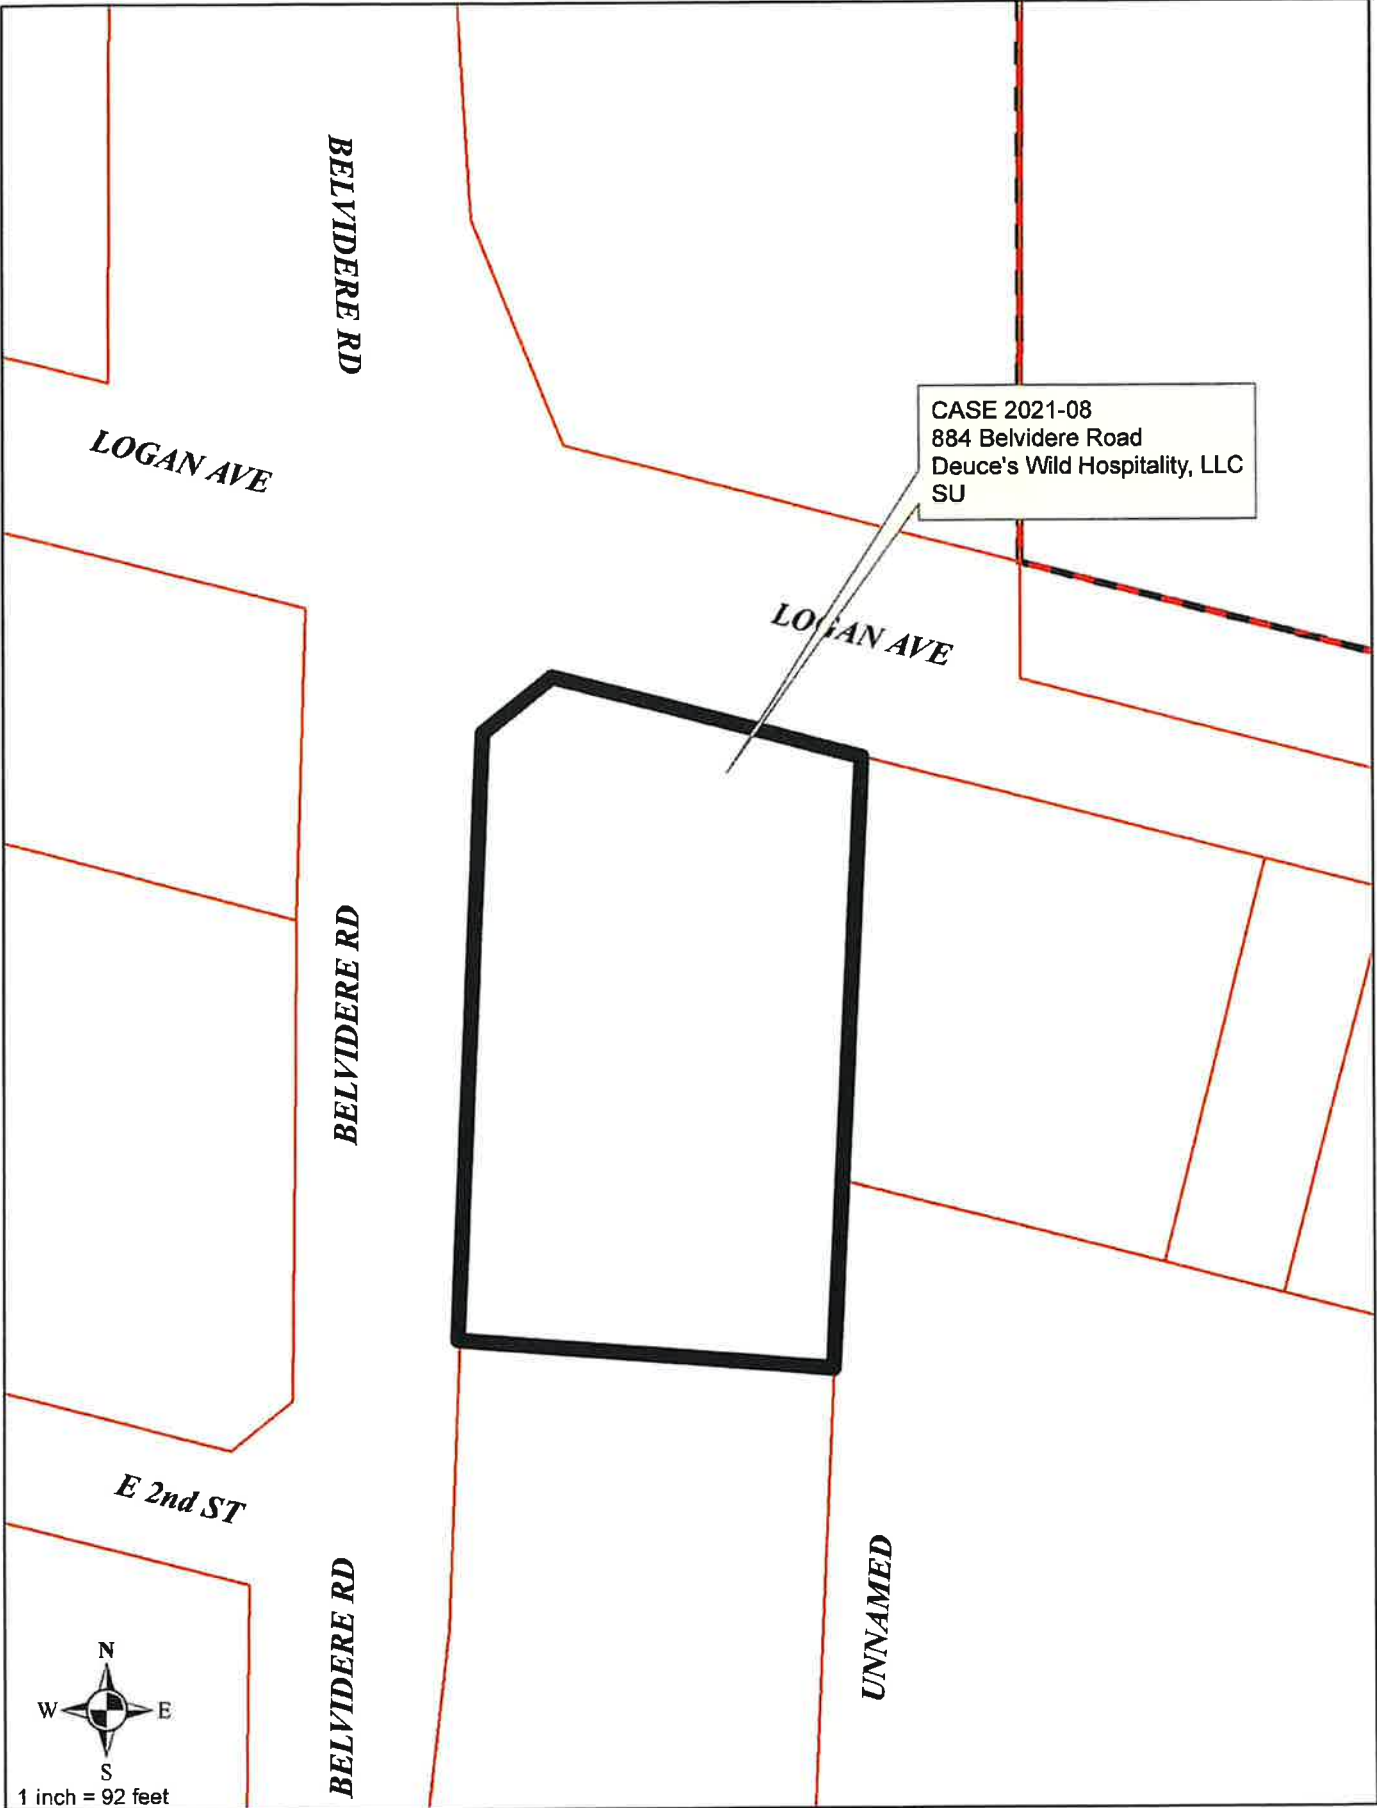 BELVIDERE RD
LOGAN AVE
CASE 2021-08
884 Belvidere Road
Deuce's Wild Hospitality, LLC
SU
LOGAN AVE
BELVIDERE RD
E 2nd ST
BELVIDERE RD
UNNAMED
N
W E
S
1 inch = 92 feet